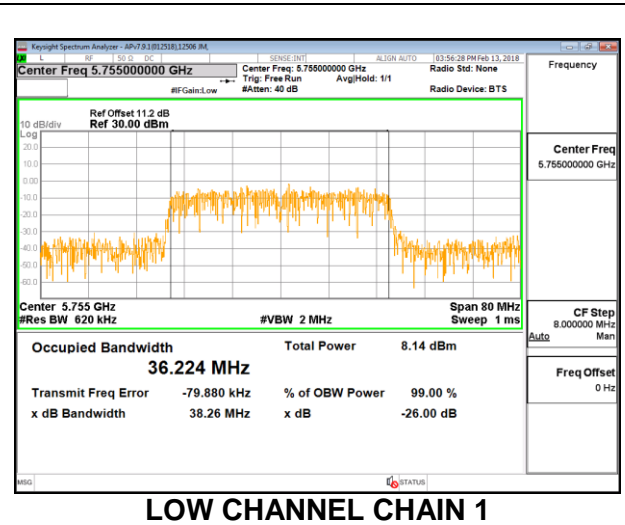 Keysight Spectrum Analyzer - APv7.9.1(012518),12506 JM,
L RF 50 Ω DC SENSE:INT ALIGN AUTO 03:56:28 PM Feb 13, 2018
Center Freq 5.755000000 GHz
Center Freq: 5.755000000 GHz
Radio Std: None
Frequency
Trig: Free Run Avg|Hold: 1/1
#IFGain:Low #Atten: 40 dB Radio Device: BTS
Ref Offset 11.2 dB
10 dB/div Ref 30.00 dBm
Log
20.0
10.0
0.00
-10.0
-20.0
-30.0
-40.0
-50.0
-60.0
Center Freq
5.755000000 GHz
Center 5.755 GHz Span 80 MHz
#Res BW 620 kHz #VBW 2 MHz Sweep 1 ms
CF Step
8.000000 MHz
Auto Man
Occupied Bandwidth Total Power 8.14 dBm
36.224 MHz
Freq Offset
0 Hz
Transmit Freq Error -79.880 kHz % of OBW Power 99.00 %
x dB Bandwidth 38.26 MHz x dB -26.00 dB
MSG STATUS
LOW CHANNEL CHAIN 1